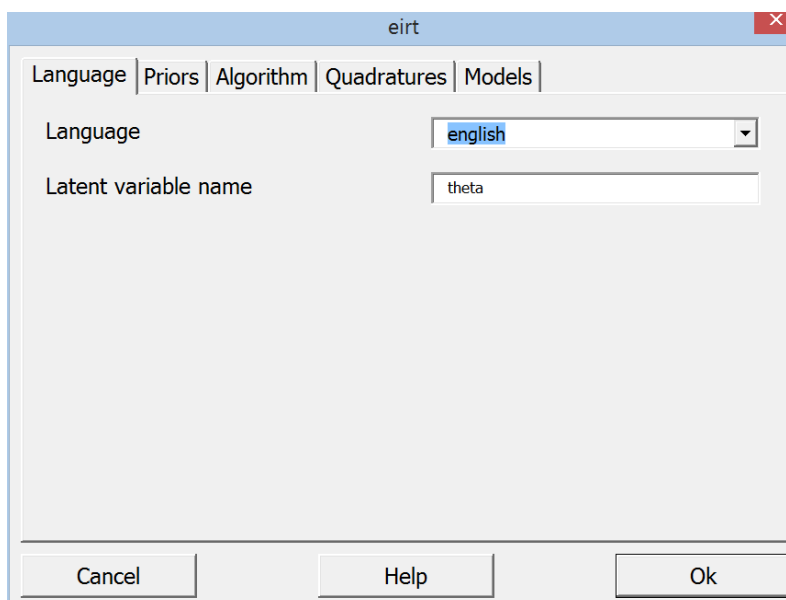 eirt
Language Priors Algorithm Quadratures Models
Language english
Latent variable name theta
Cancel Help Ok